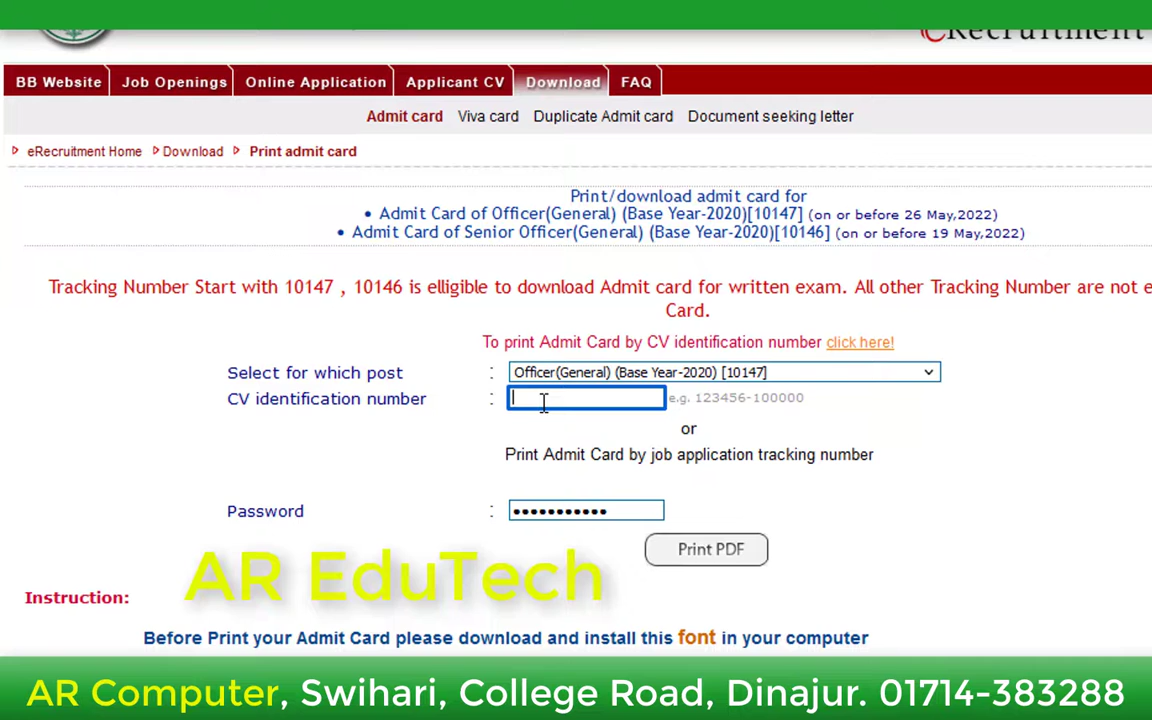 eRecruitment
BB Website Job Openings Online Application Applicant CV Download FAQ
Admit card Viva card Duplicate Admit card Document seeking letter
eRecruitment Home Download Print admit card
Print/download admit card for
• Admit Card of Officer(General) (Base Year-2020)[10147] (on or before 26 May,2022)
• Admit Card of Senior Officer(General) (Base Year-2020)[10146] (on or before 19 May,2022)
Tracking Number Start with 10147 , 10146 is elligible to download Admit card for written exam. All other Tracking Number are not e
Card.
To print Admit Card by CV identification number click here!
Select for which post : Officer(General) (Base Year-2020) [10147]
CV identification number : e.g. 123456-100000
or
Print Admit Card by job application tracking number
Password : •••••••••••
Print PDF
AR EduTech
Instruction:
Before Print your Admit Card please download and install this font in your computer
AR Computer, Swihari, College Road, Dinajur. 01714-383288